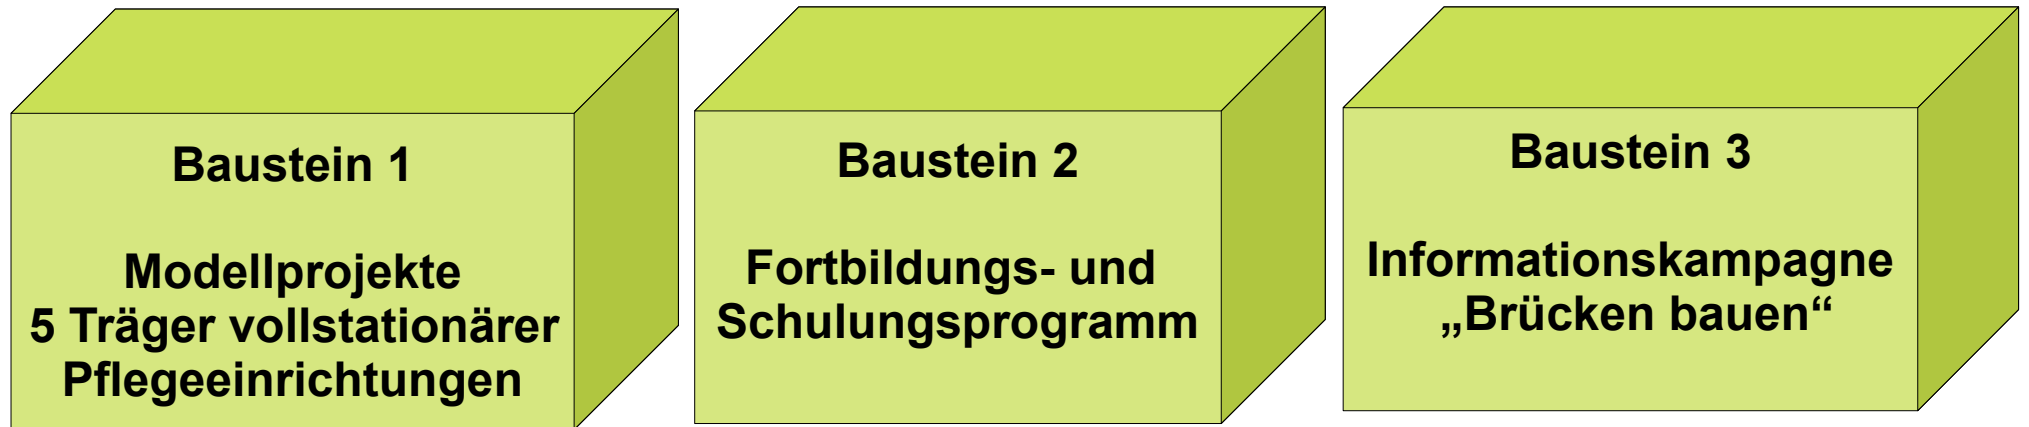 Baustein 1
Modellprojekte
5 Träger vollstationärer
Pflegeeinrichtungen
Baustein 2
Fortbildungs- und
Schulungsprogramm
Baustein 3
Informationskampagne
„Brücken bauen“